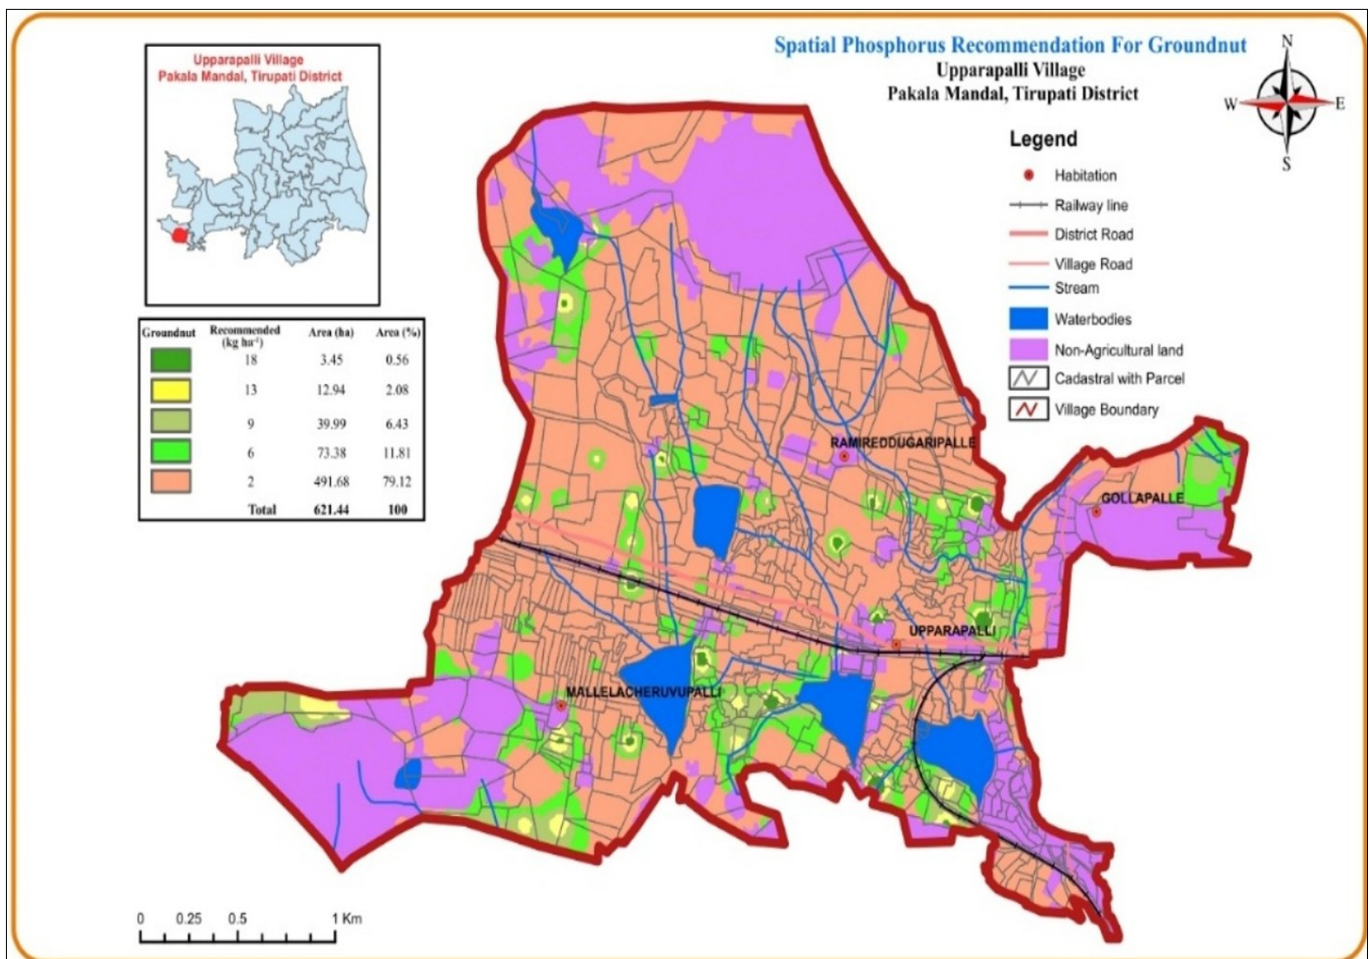 Upparapalli Village
Pakala Mandal, Tirupati District
Spatial Phosphorus Recommendation For Groundnut
Upparapalli Village
Pakala Mandal, Tirupati District
N
W E
S
Legend
Habitation
Railway line
District Road
Village Road
Stream
Waterbodies
Non-Agricultural land
Cadastral with Parcel
Village Boundary
Groundnut Recommended (kg ha⁻¹) Area (ha) Area (%)
18 3.45 0.56
13 12.94 2.08
9 39.99 6.43
6 73.38 11.81
2 491.68 79.12
Total 621.44 100
RAMIREDDUGARIPALLE
GOLLAPALLE
UPPARAPALLI
MALLELACHERUVUPALLI
0 0.25 0.5 1 Km